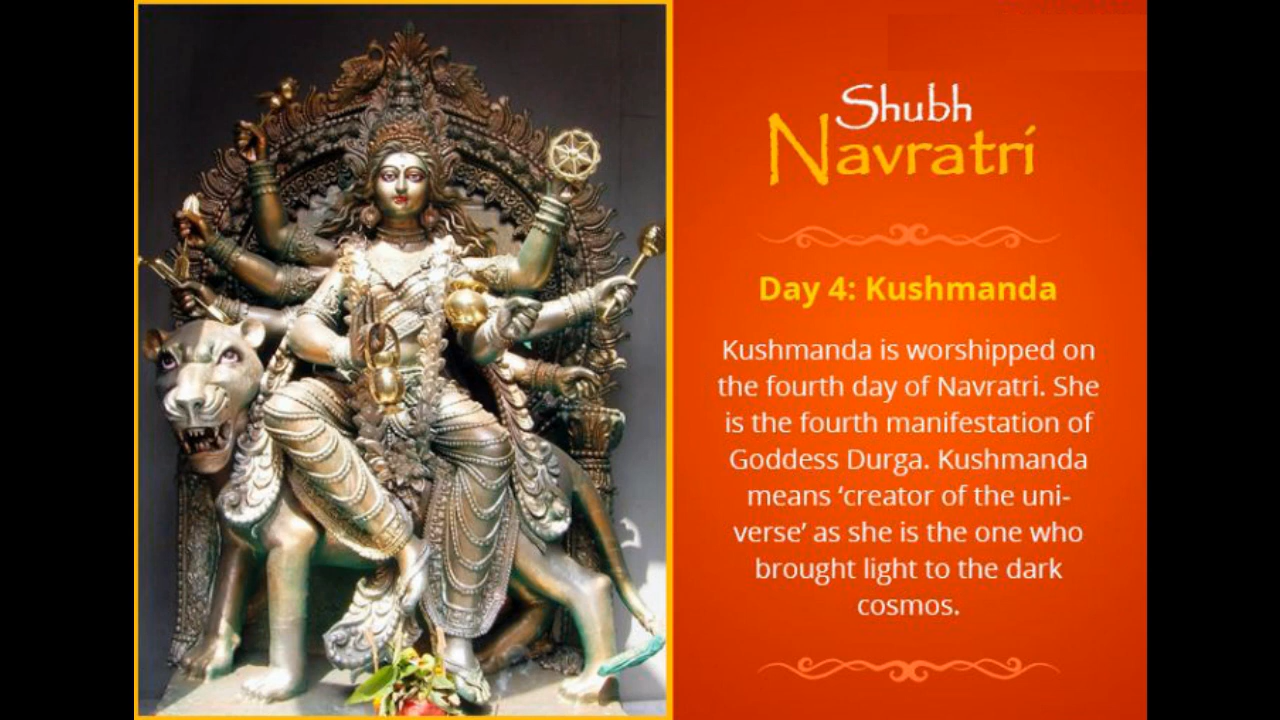 Shubh
Navratri
Day 4: Kushmanda
Kushmanda is worshipped on
the fourth day of Navratri. She
is the fourth manifestation of
Goddess Durga. Kushmanda
means ‘creator of the uni-
verse’ as she is the one who
brought light to the dark
cosmos.